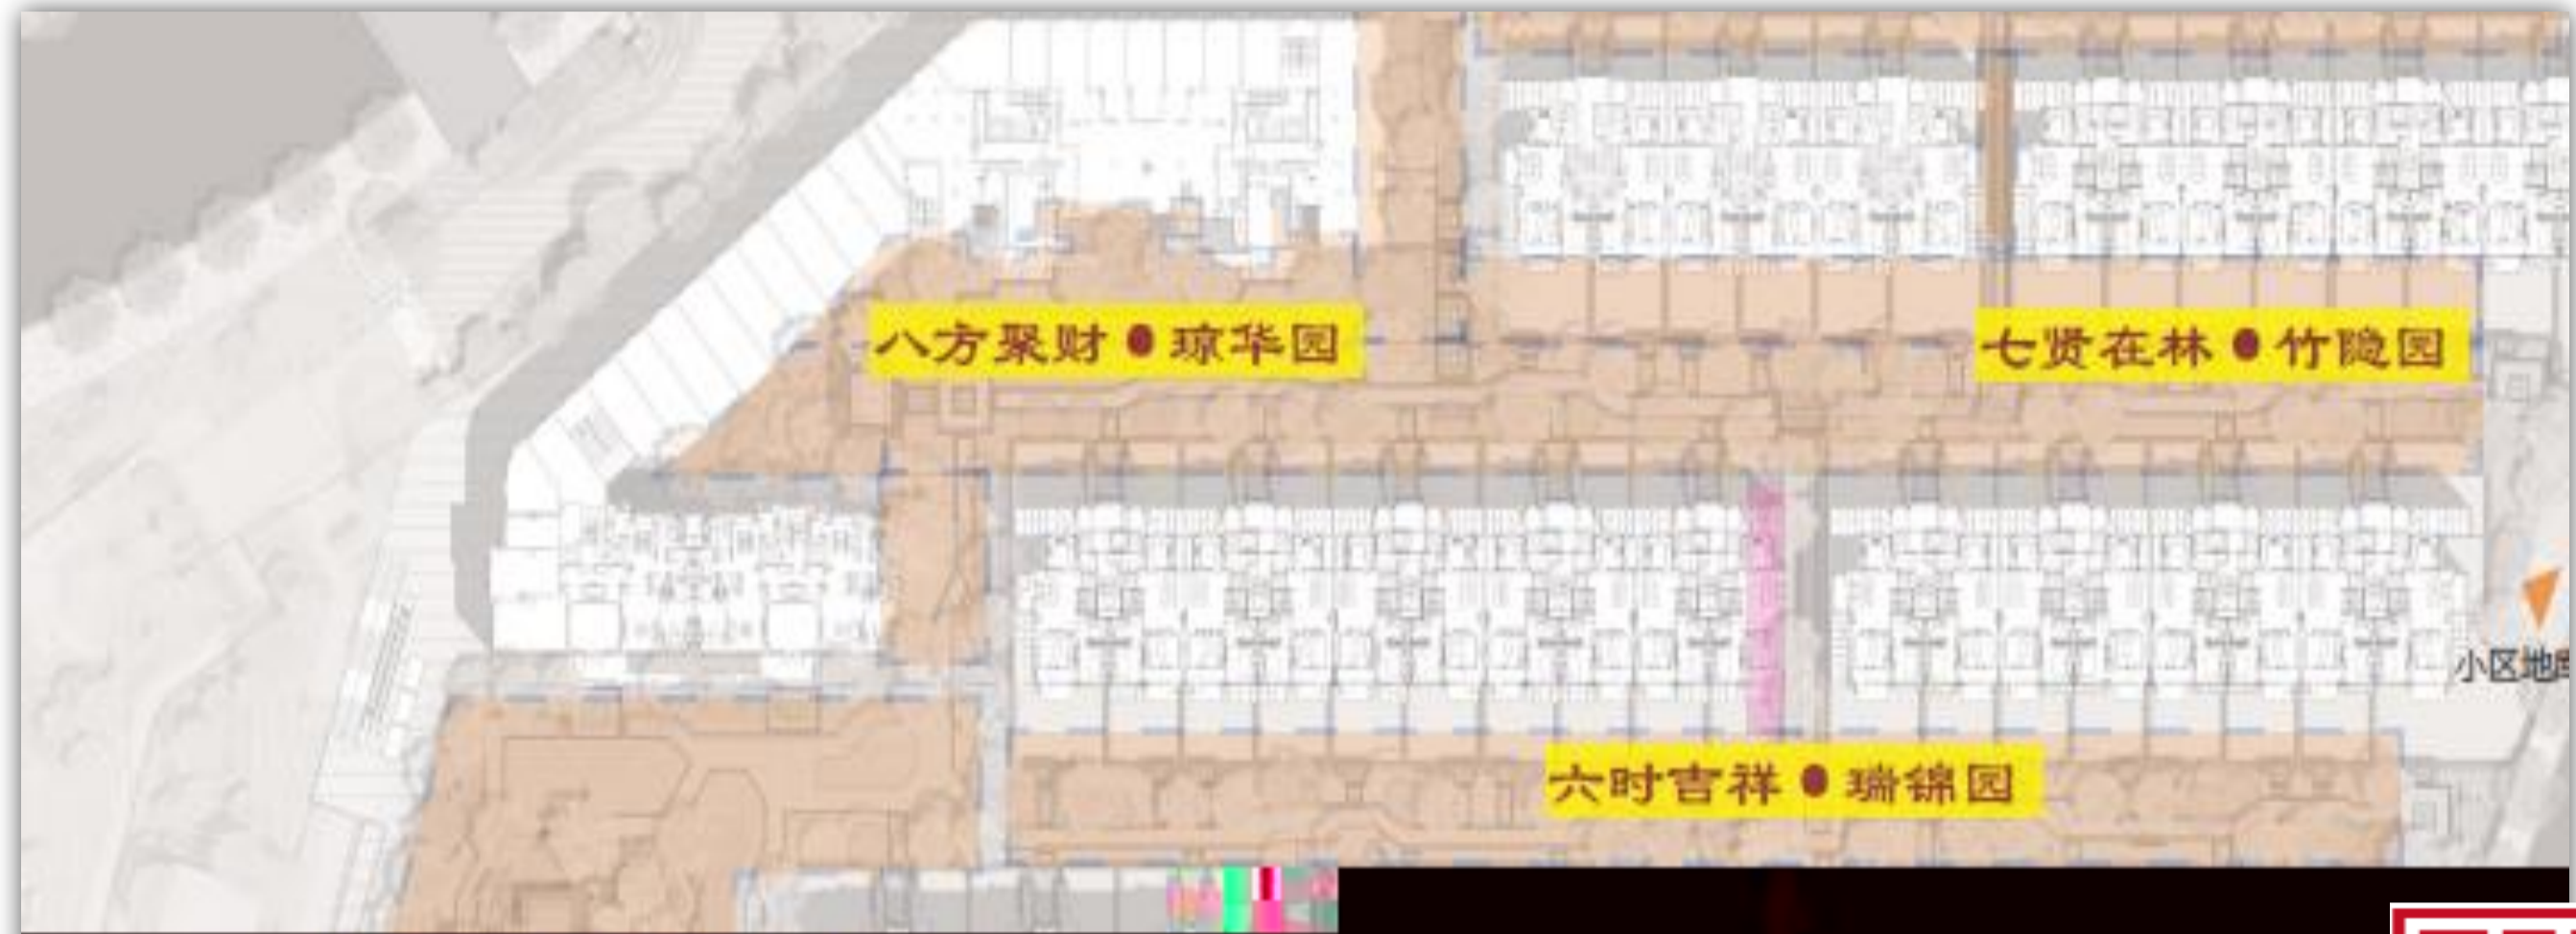 八方聚财●琼华园
七贤在林●竹隐园
小区地
六时吉祥●瑞锦园